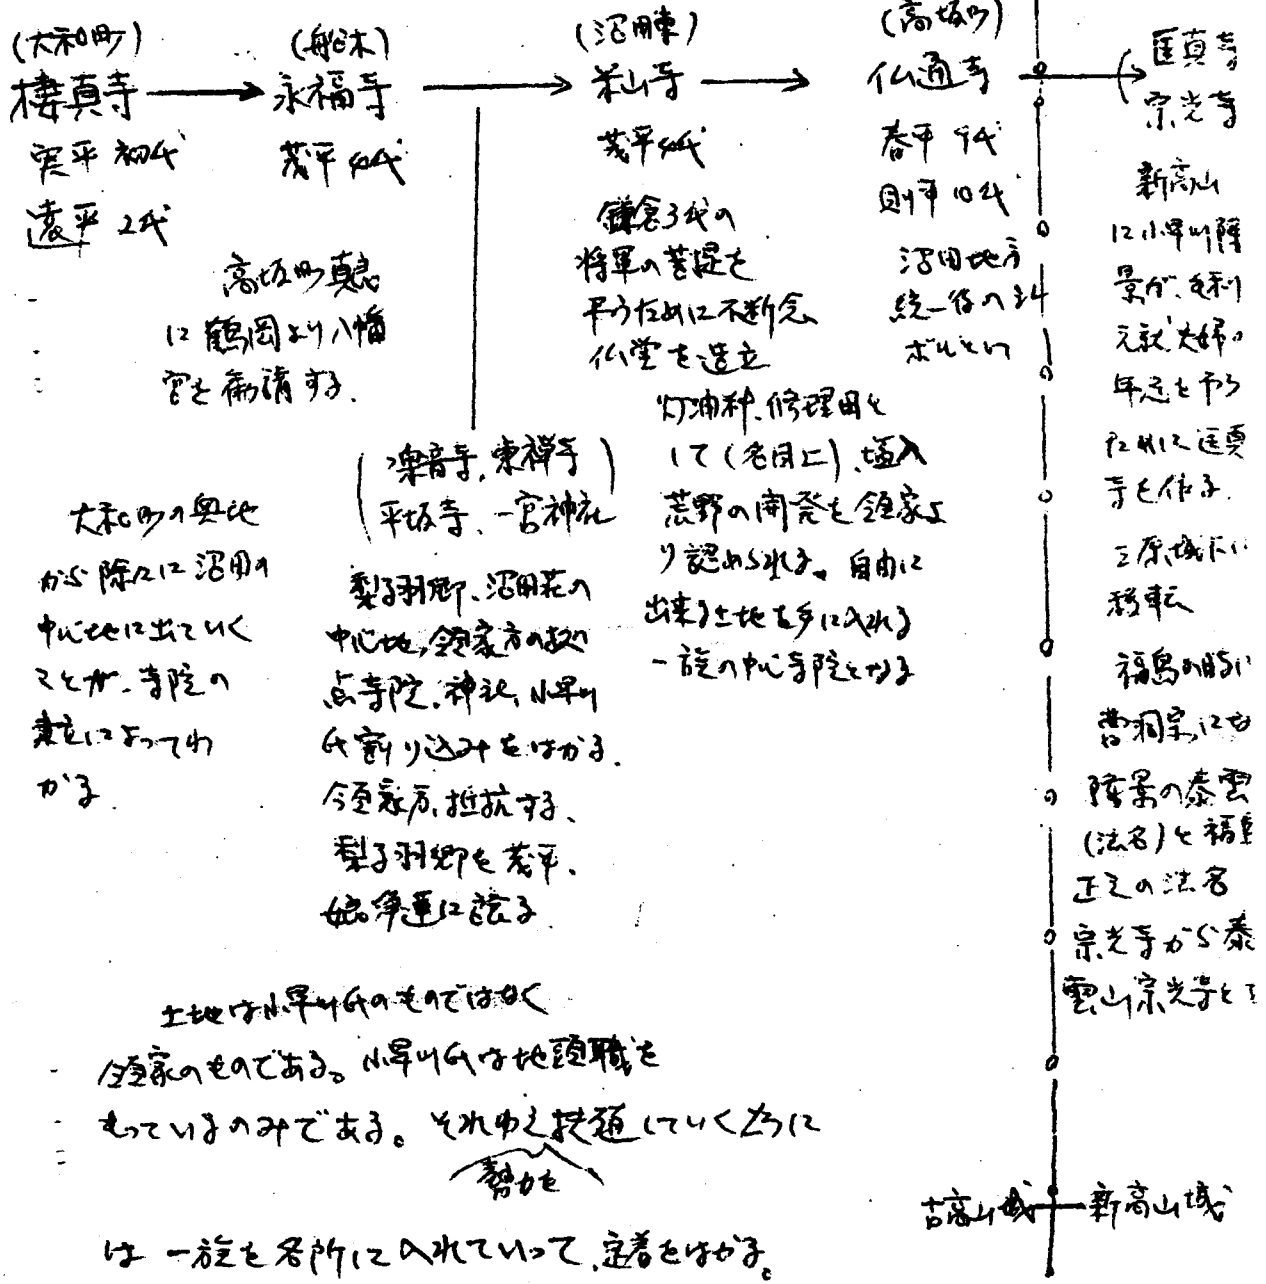 (大和町)
棲真寺
実平 初代
遠平 2代
(船木)
永福寺
茂平 4代
高坂町真良
に鶴岡より八幡
宮を勧請する.
大和町の奥地
から除々に沼田の
中心地に出ていく
ことが、寺院の
建立によってわ
かる
(楽音寺, 東禅寺
平坂寺、一宮神社)
梨子羽郷、沼田荘の
中心地, 領家方の拠
点寺院、神社, 小早川
氏割り込みをはかる.
領家方、抵抗する、
梨子羽郷を茂平、
娘浄蓮に譲る
(沼田東)
米山寺
茂平4代
鎌倉3代の
将軍の菩提を
弔うために不断念
仏堂を造立
灯油料、修理田と
して(名目上)、塩入
荒野の開発を領家よ
り認められる。自由に
出来る土地を手に入れる
一族の中心寺院となる
(高坂町)
仏通寺
春平 9代
則平 10代
沼田地方
統一後のシン
ボルとい
匡真寺
宗光寺
新高山
に小早川隆
景が、毛利
元就夫婦の
年忌を弔う
ために匡真
寺を作る.
三原城下に
移転
福島の時に
曹洞宗に
隆景の泰雲
(法名)と福島
正之の法名
宗光寺から泰
雲山宗光寺と
土地は小早川氏のものではなく
領家のものである。小早川氏は地頭職を
もっているのみである。それゆえ扶植していくために
勢力を
は 一族を各所に入れていって、定着をはかる。
古高山城
新高山城